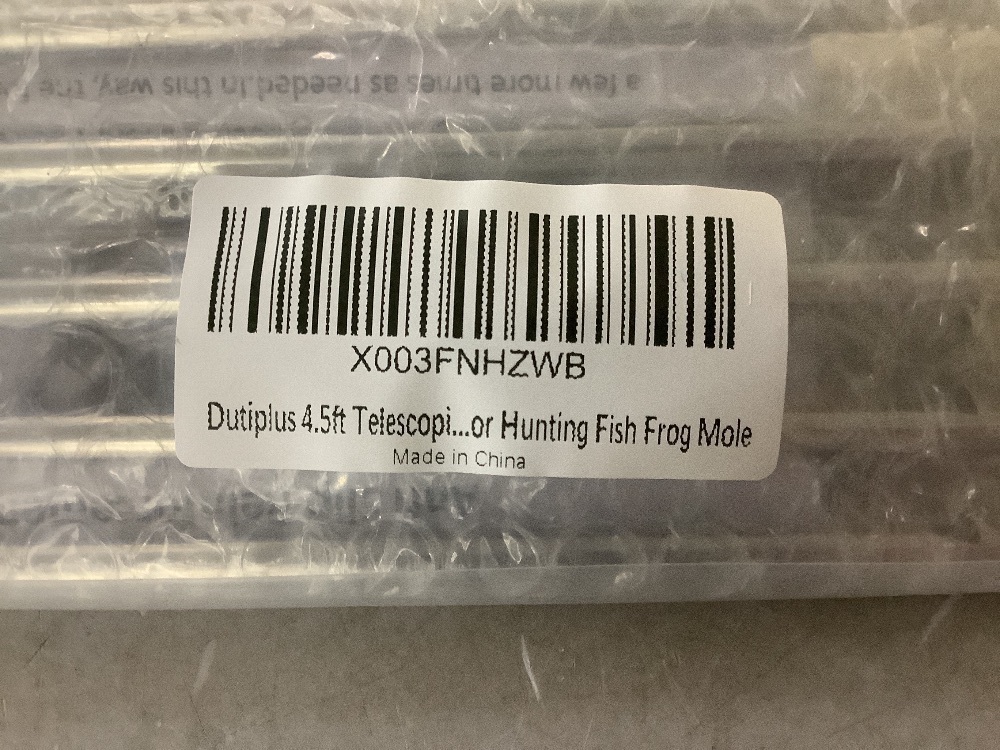 a few more times as needed.in this way, the
X003FNHZWB
Dutiplus 4.5ft Telescopi...or Hunting Fish Frog Mole
Made in China